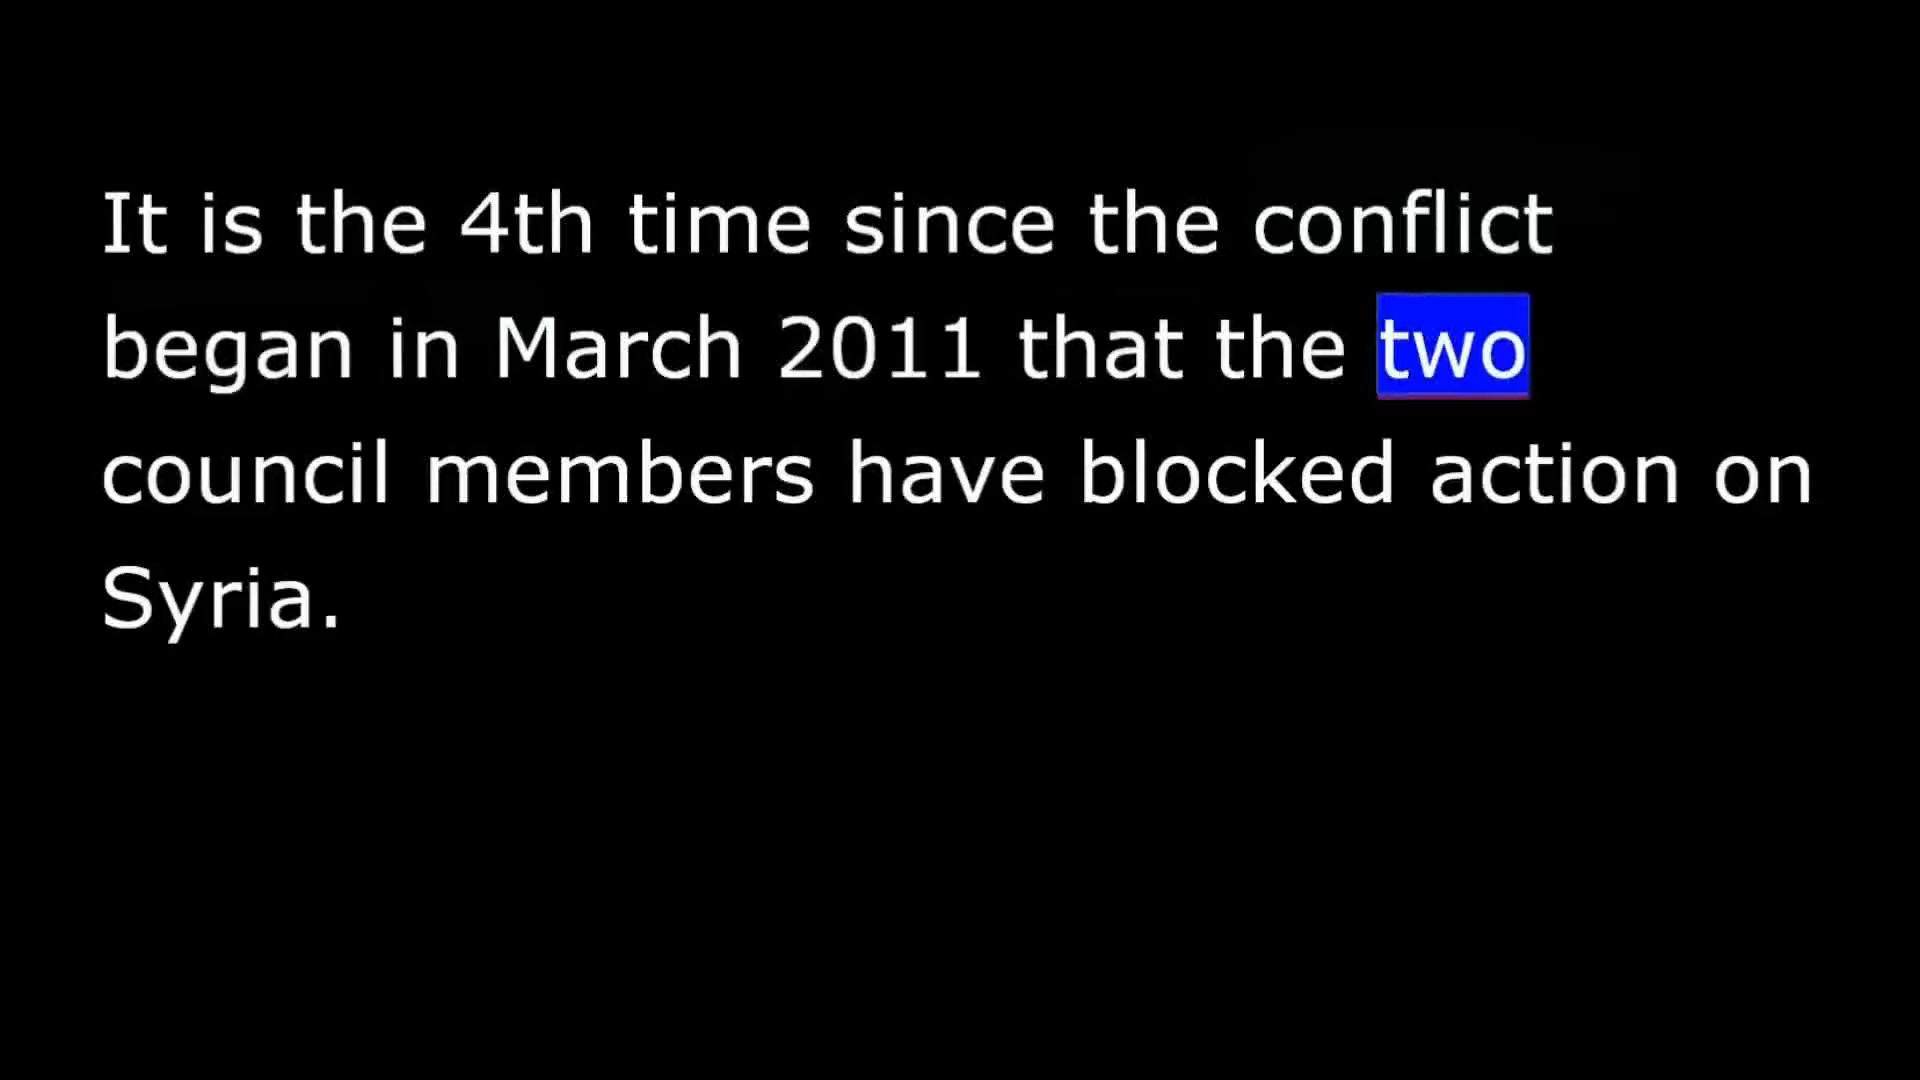 It is the 4th time since the conflict
began in March 2011 that the two
council members have blocked action on
Syria.